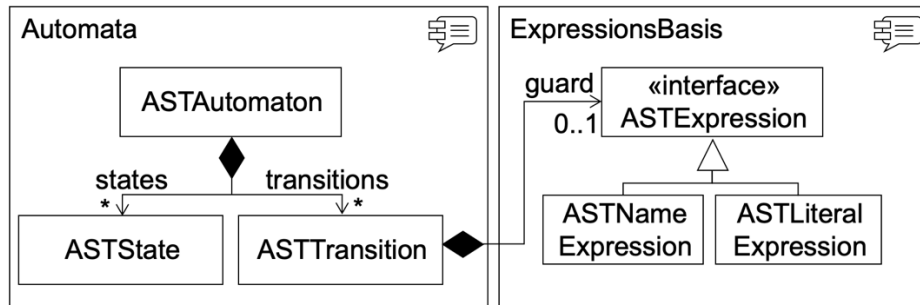 Automata
ASTAutomaton
states
transitions
*
*
ASTState
ASTTransition
ExpressionsBasis
guard
0..1
«interface»
ASTExpression
ASTName
Expression
ASTLiteral
Expression